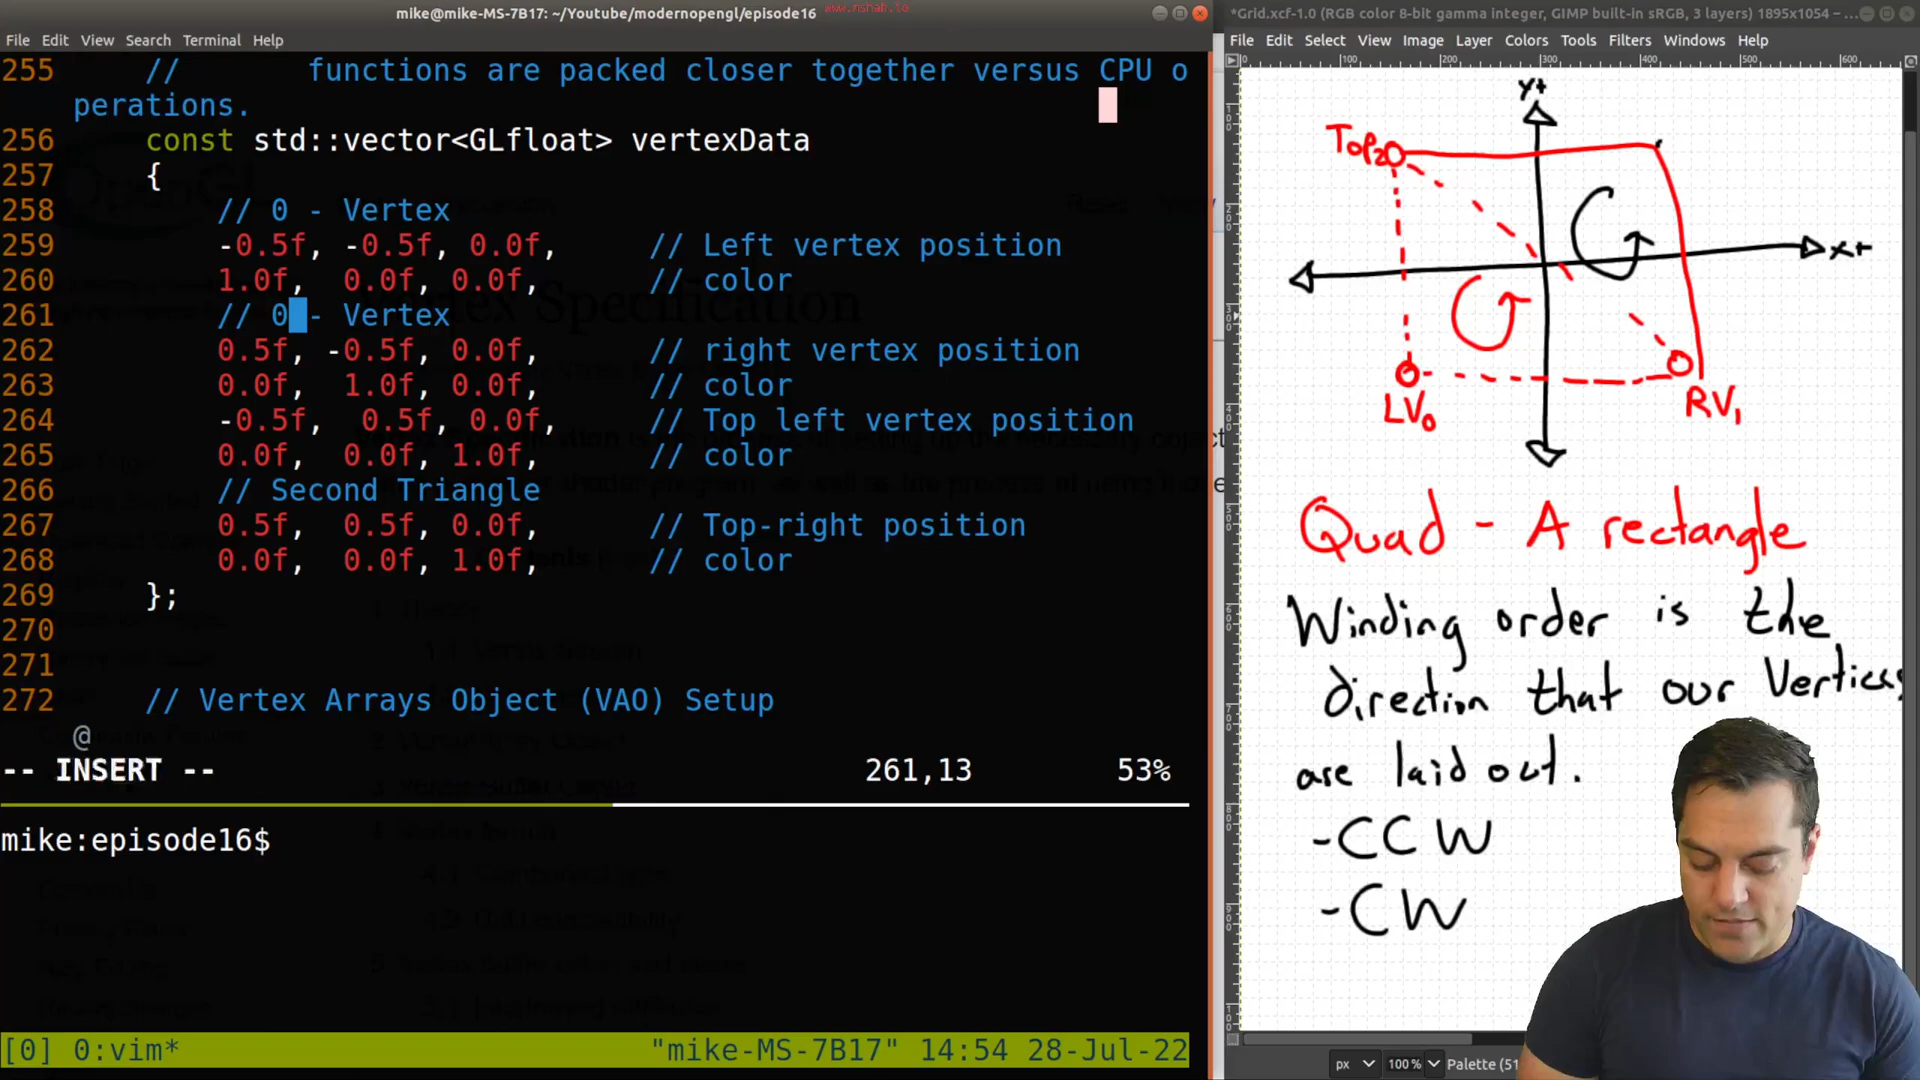 mike@mike-MS-7B17: ~/Youtube/modernopengl/episode16
File Edit View Search Terminal Help
255 // functions are packed closer together versus CPU o
perations.
256 const std::vector<GLfloat> vertexData
257 {
258 // 0 - Vertex
259 -0.5f, -0.5f, 0.0f, // Left vertex position
260 1.0f, 0.0f, 0.0f, // color
261 // 0 - Vertex
262 0.5f, -0.5f, 0.0f, // right vertex position
263 0.0f, 1.0f, 0.0f, // color
264 -0.5f, 0.5f, 0.0f, // Top left vertex position
265 0.0f, 0.0f, 1.0f, // color
266 // Second Triangle
267 0.5f, 0.5f, 0.0f, // Top-right position
268 0.0f, 0.0f, 1.0f, // color
269 };
270
271
272 // Vertex Arrays Object (VAO) Setup
@
-- INSERT -- 261,13 53%
mike:episode16$
[0] 0:vim* "mike-MS-7B17" 14:54 28-Jul-22
*Grid.xcf-1.0 (RGB color 8-bit gamma integer, GIMP built-in sRGB, 3 layers) 1895x1054 – ...
File Edit Select View Image Layer Colors Tools Filters Windows Help
0 100 200 300 400 500 600
Y+
Top2
X+
LV0
RV1
Quad - A rectangle
Winding order is the
direction that our Vertices
are laid out.
- CCW
- CW
px 100% Palette (51